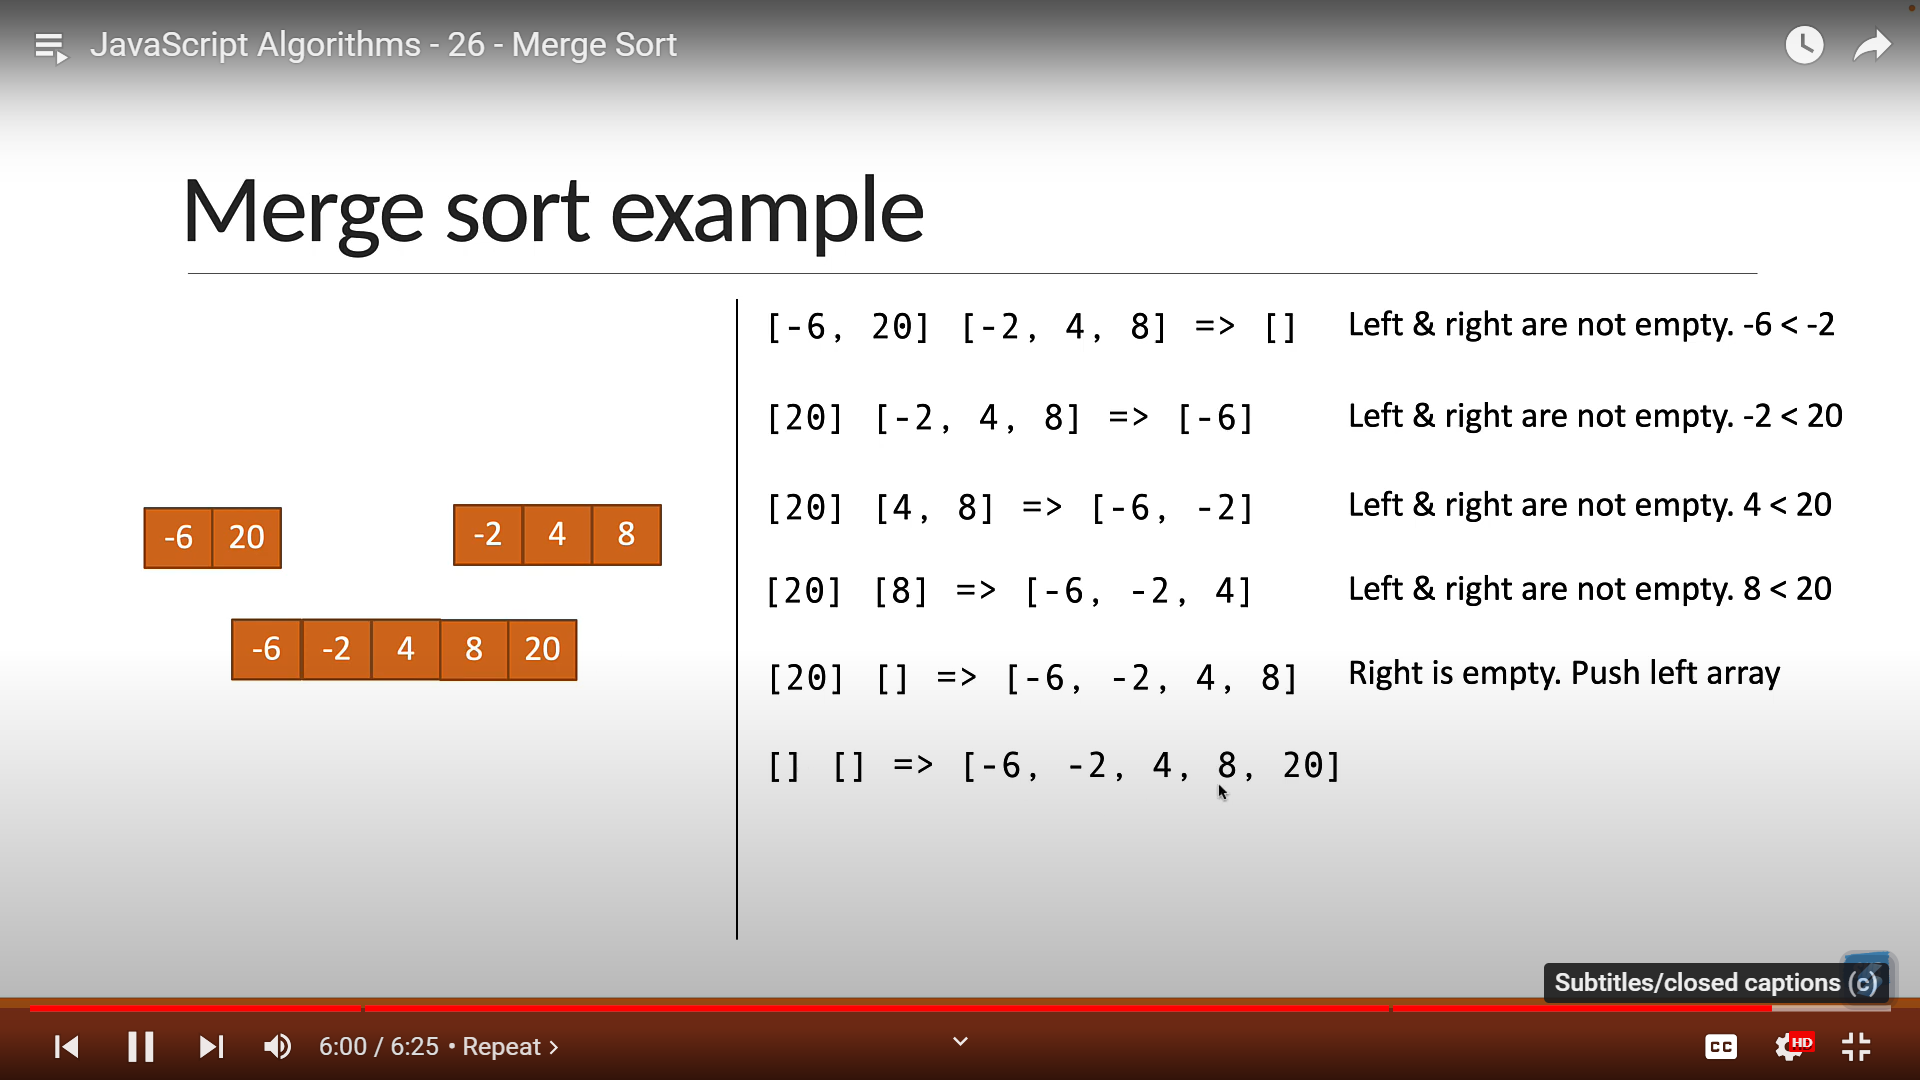 JavaScript Algorithms - 26 - Merge Sort
Merge sort example
[-6, 20] [-2, 4, 8] => [] Left & right are not empty. -6 < -2
[20] [-2, 4, 8] => [-6] Left & right are not empty. -2 < 20
[20] [4, 8] => [-6, -2] Left & right are not empty. 4 < 20
[20] [8] => [-6, -2, 4] Left & right are not empty. 8 < 20
[20] [] => [-6, -2, 4, 8] Right is empty. Push left array
[] [] => [-6, -2, 4, 8, 20]
-6 20 -2 4 8
-6 -2 4 8 20
Subtitles/closed captions (c)
6:00 / 6:25 • Repeat >
CC HD